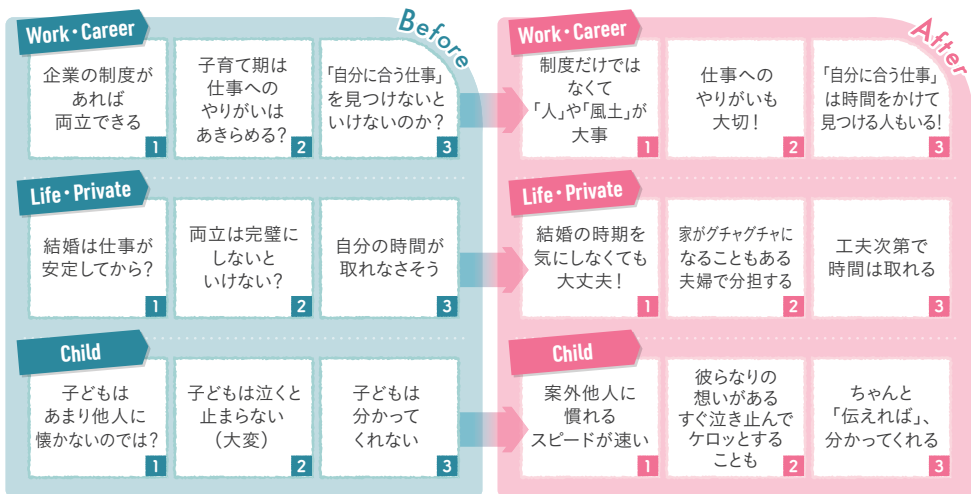 Before
Work・Career
企業の制度が
あれば
両立できる
1
子育て期は
仕事への
やりがいは
あきらめる？
2
「自分に合う仕事」
を見つけないと
いけないのか？
3
Life・Private
結婚は仕事が
安定してから？
1
両立は完璧に
しないと
いけない？
2
自分の時間が
取れなさそう
3
Child
子どもは
あまり他人に
懐かないのでは？
1
子どもは泣くと
止まらない
（大変）
2
子どもは
分かって
くれない
3
After
Work・Career
制度だけでは
なくて
「人」や「風土」が
大事
1
仕事への
やりがいも
大切！
2
「自分に合う仕事」
は時間をかけて
見つける人もいる！
3
Life・Private
結婚の時期を
気にしなくても
大丈夫！
1
家がグチャグチャに
なることもある
夫婦で分担する
2
工夫次第で
時間は取れる
3
Child
案外他人に
慣れる
スピードが速い
1
彼らなりの
想いがある
すぐ泣き止んで
ケロッとする
ことも
2
ちゃんと
「伝えれば」、
分かってくれる
3